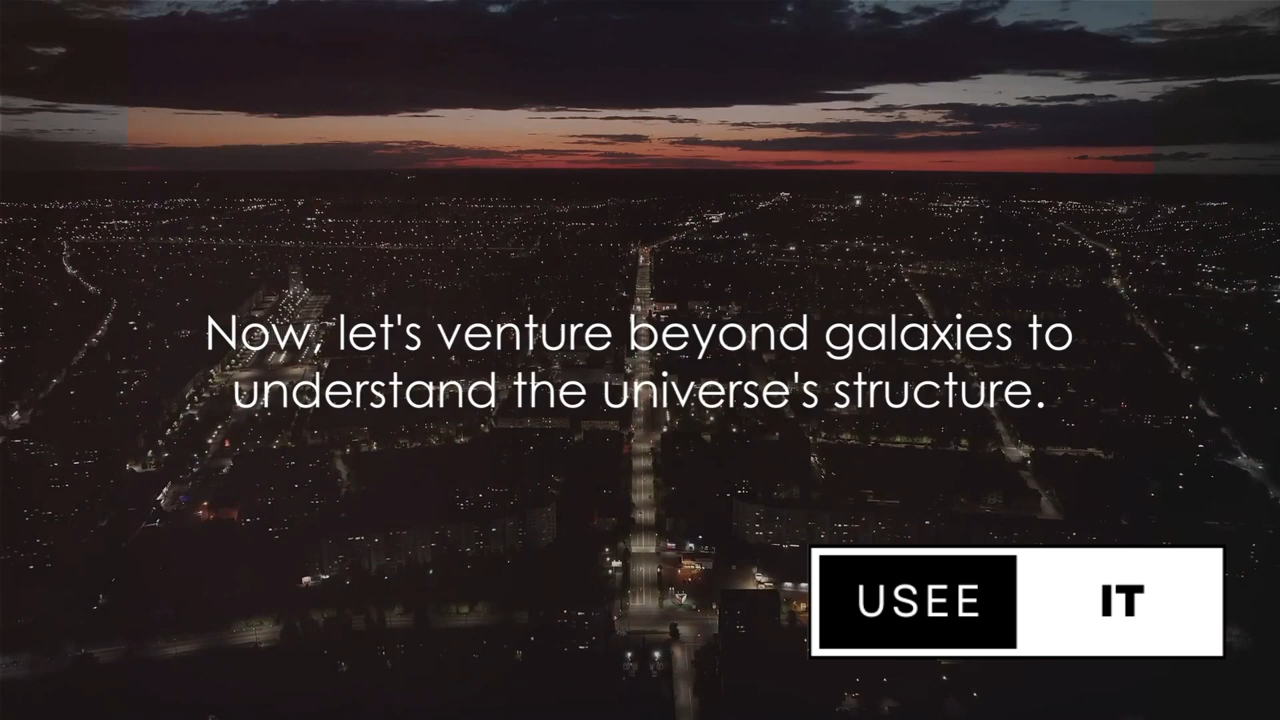 Now, let's venture beyond galaxies to
understand the universe's structure.
USEE IT